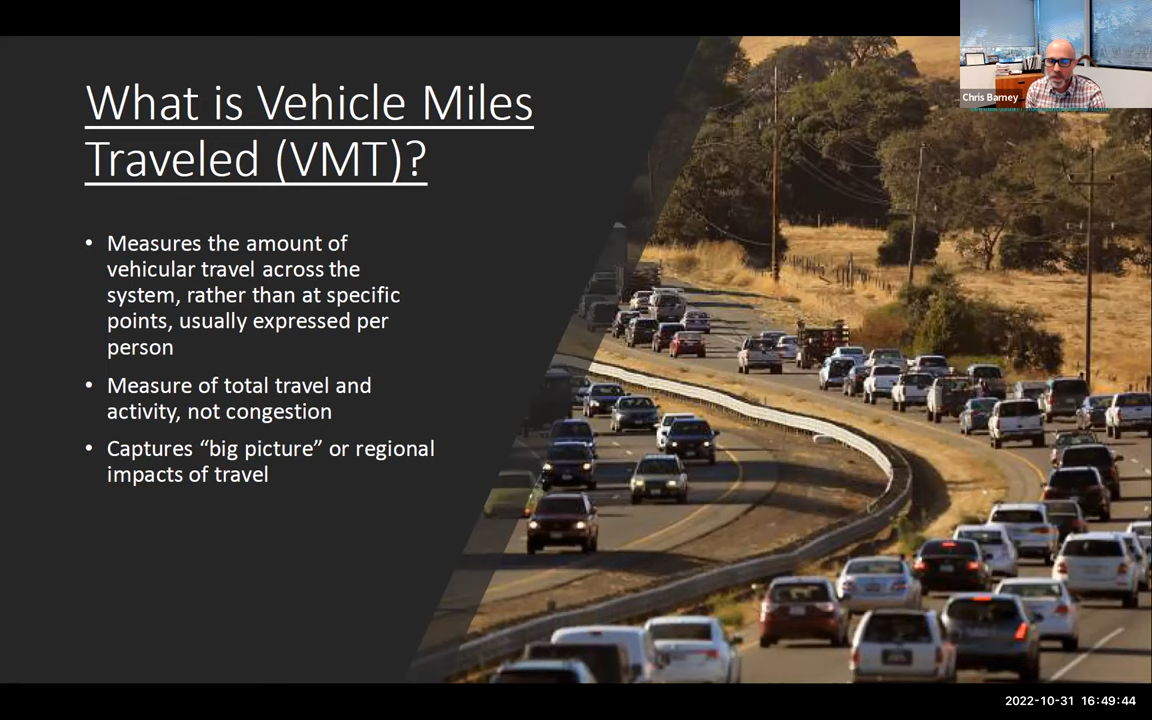 What is Vehicle Miles
Traveled (VMT)?
• Measures the amount of
vehicular travel across the
system, rather than at specific
points, usually expressed per
person
• Measure of total travel and
activity, not congestion
• Captures “big picture” or regional
impacts of travel
Chris Barney
2022-10-31 16:49:44